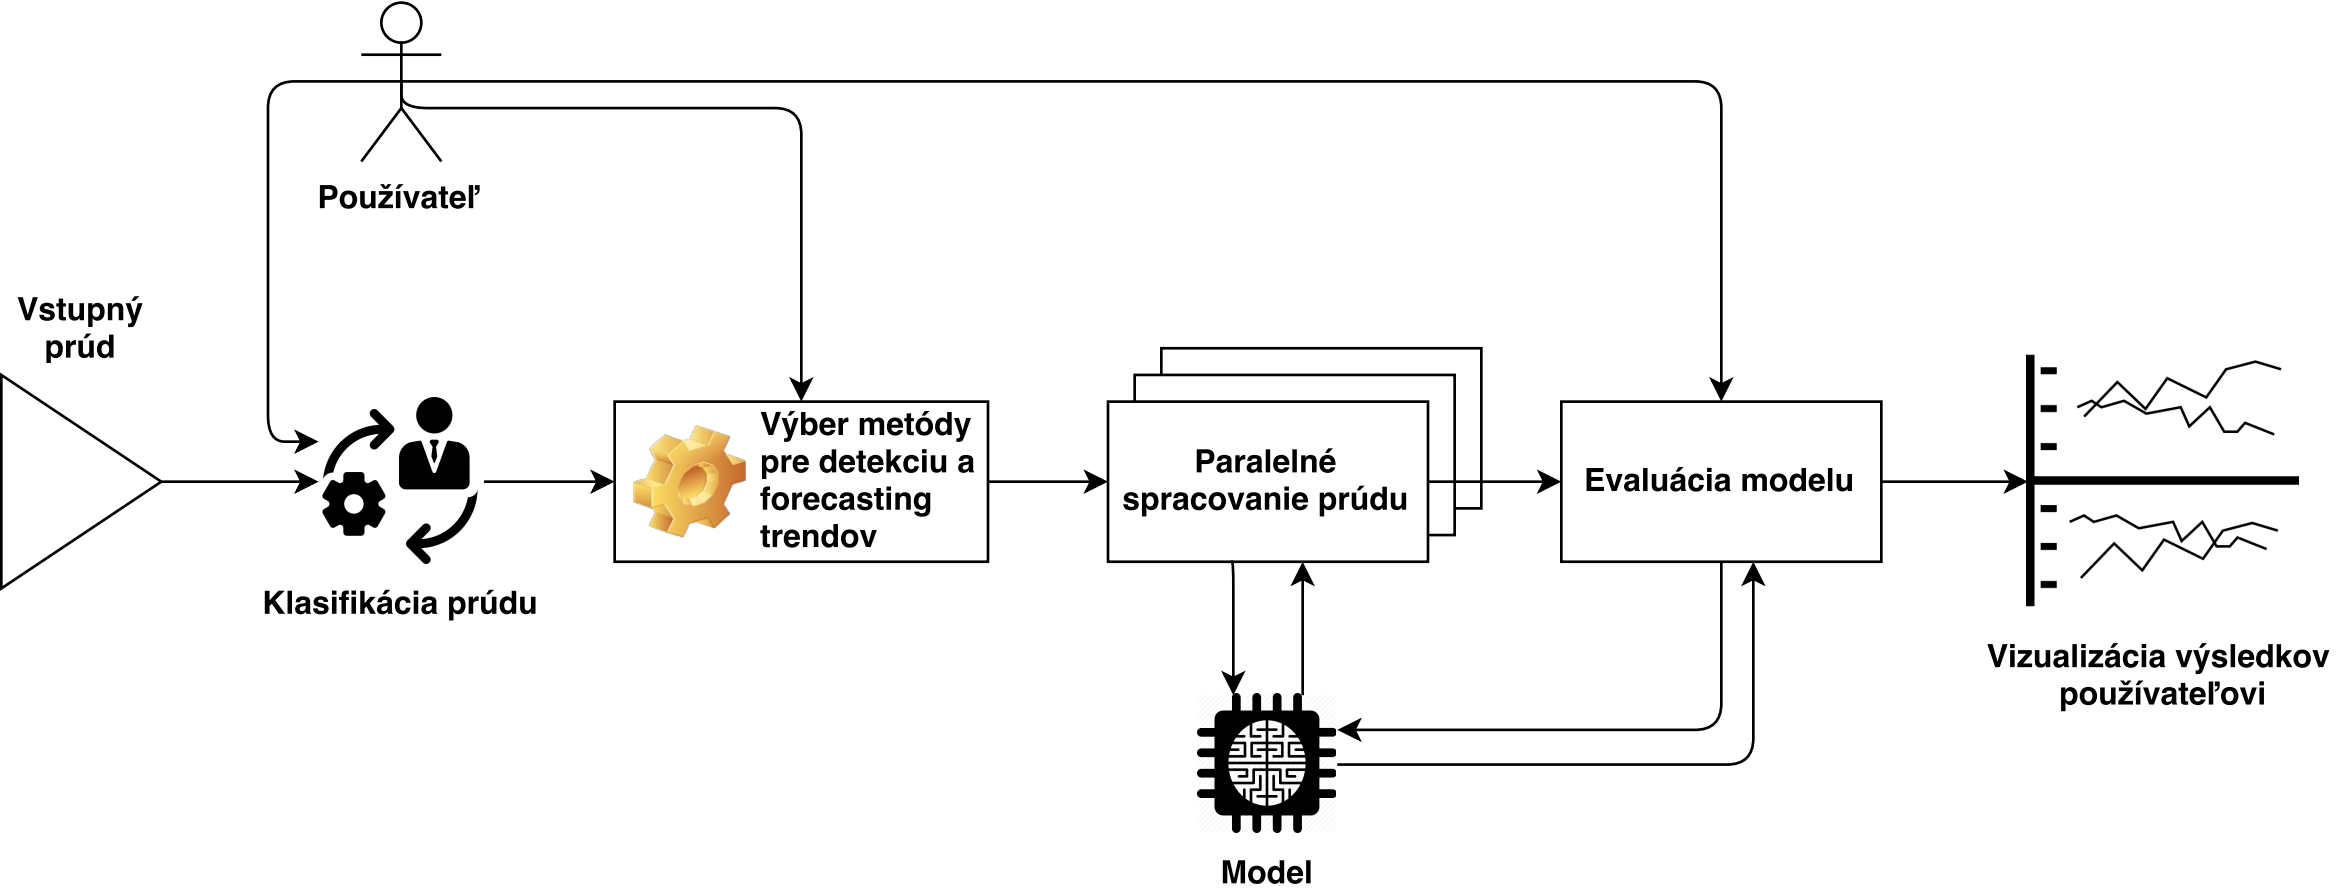 Používateľ
Vstupný
prúd
Klasifikácia prúdu
Výber metódy
pre detekciu a
forecasting
trendov
Paralelné
spracovanie prúdu
Evaluácia modelu
Vizualizácia výsledkov
používateľovi
Model